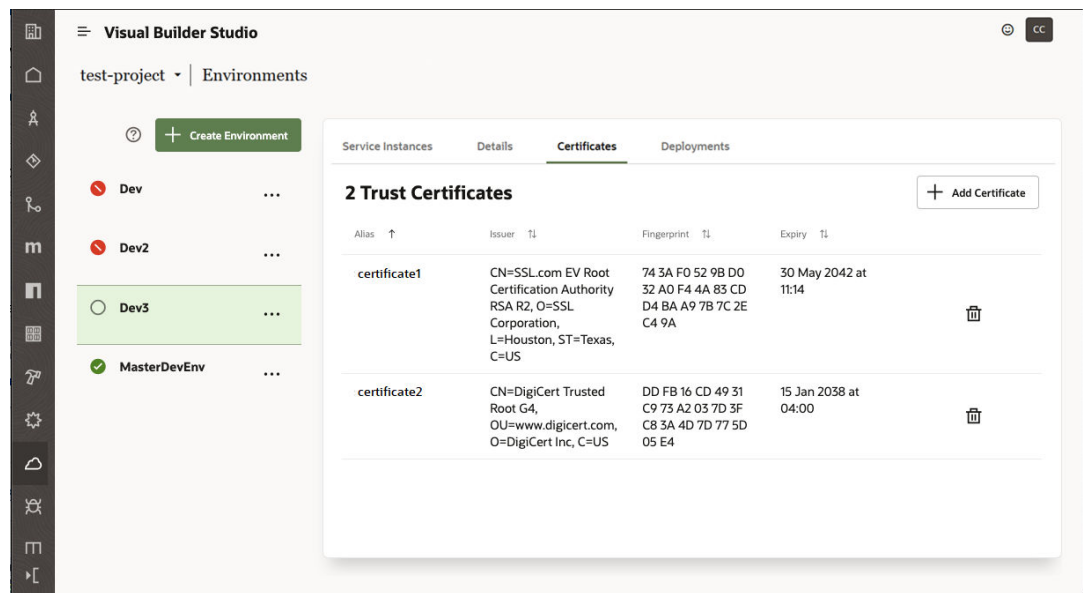 Visual Builder Studio
CC
test-project
Environments
Create Environment
Dev
Dev2
Dev3
MasterDevEnv
Service Instances Details Certificates Deployments
2 Trust Certificates
Add Certificate
Alias Issuer Fingerprint Expiry
certificate1
CN=SSL.com EV Root
Certification Authority
RSA R2, O=SSL
Corporation,
L=Houston, ST=Texas,
C=US
74 3A F0 52 9B D0
32 A0 F4 4A 83 CD
D4 BA A9 7B 7C 2E
C4 9A
30 May 2042 at
11:14
certificate2
CN=DigiCert Trusted
Root G4,
OU=www.digicert.com,
O=DigiCert Inc, C=US
DD FB 16 CD 49 31
C9 73 A2 03 7D 3F
C8 3A 4D 7D 77 5D
05 E4
15 Jan 2038 at
04:00